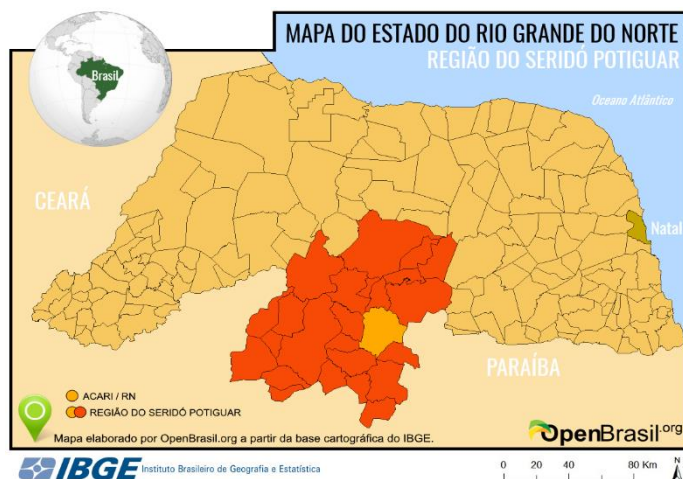 MAPA DO ESTADO DO RIO GRANDE DO NORTE
REGIÃO DO SERIDÓ POTIGUAR
Brasil
Oceano Atlântico
CEARÁ
Natal
PARAÍBA
ACARI / RN
REGIÃO DO SERIDÓ POTIGUAR
Mapa elaborado por OpenBrasil.org a partir da base cartográfica do IBGE.
OpenBrasil.org
IBGE Instituto Brasileiro de Geografia e Estatística
0 20 40 80 Km
N